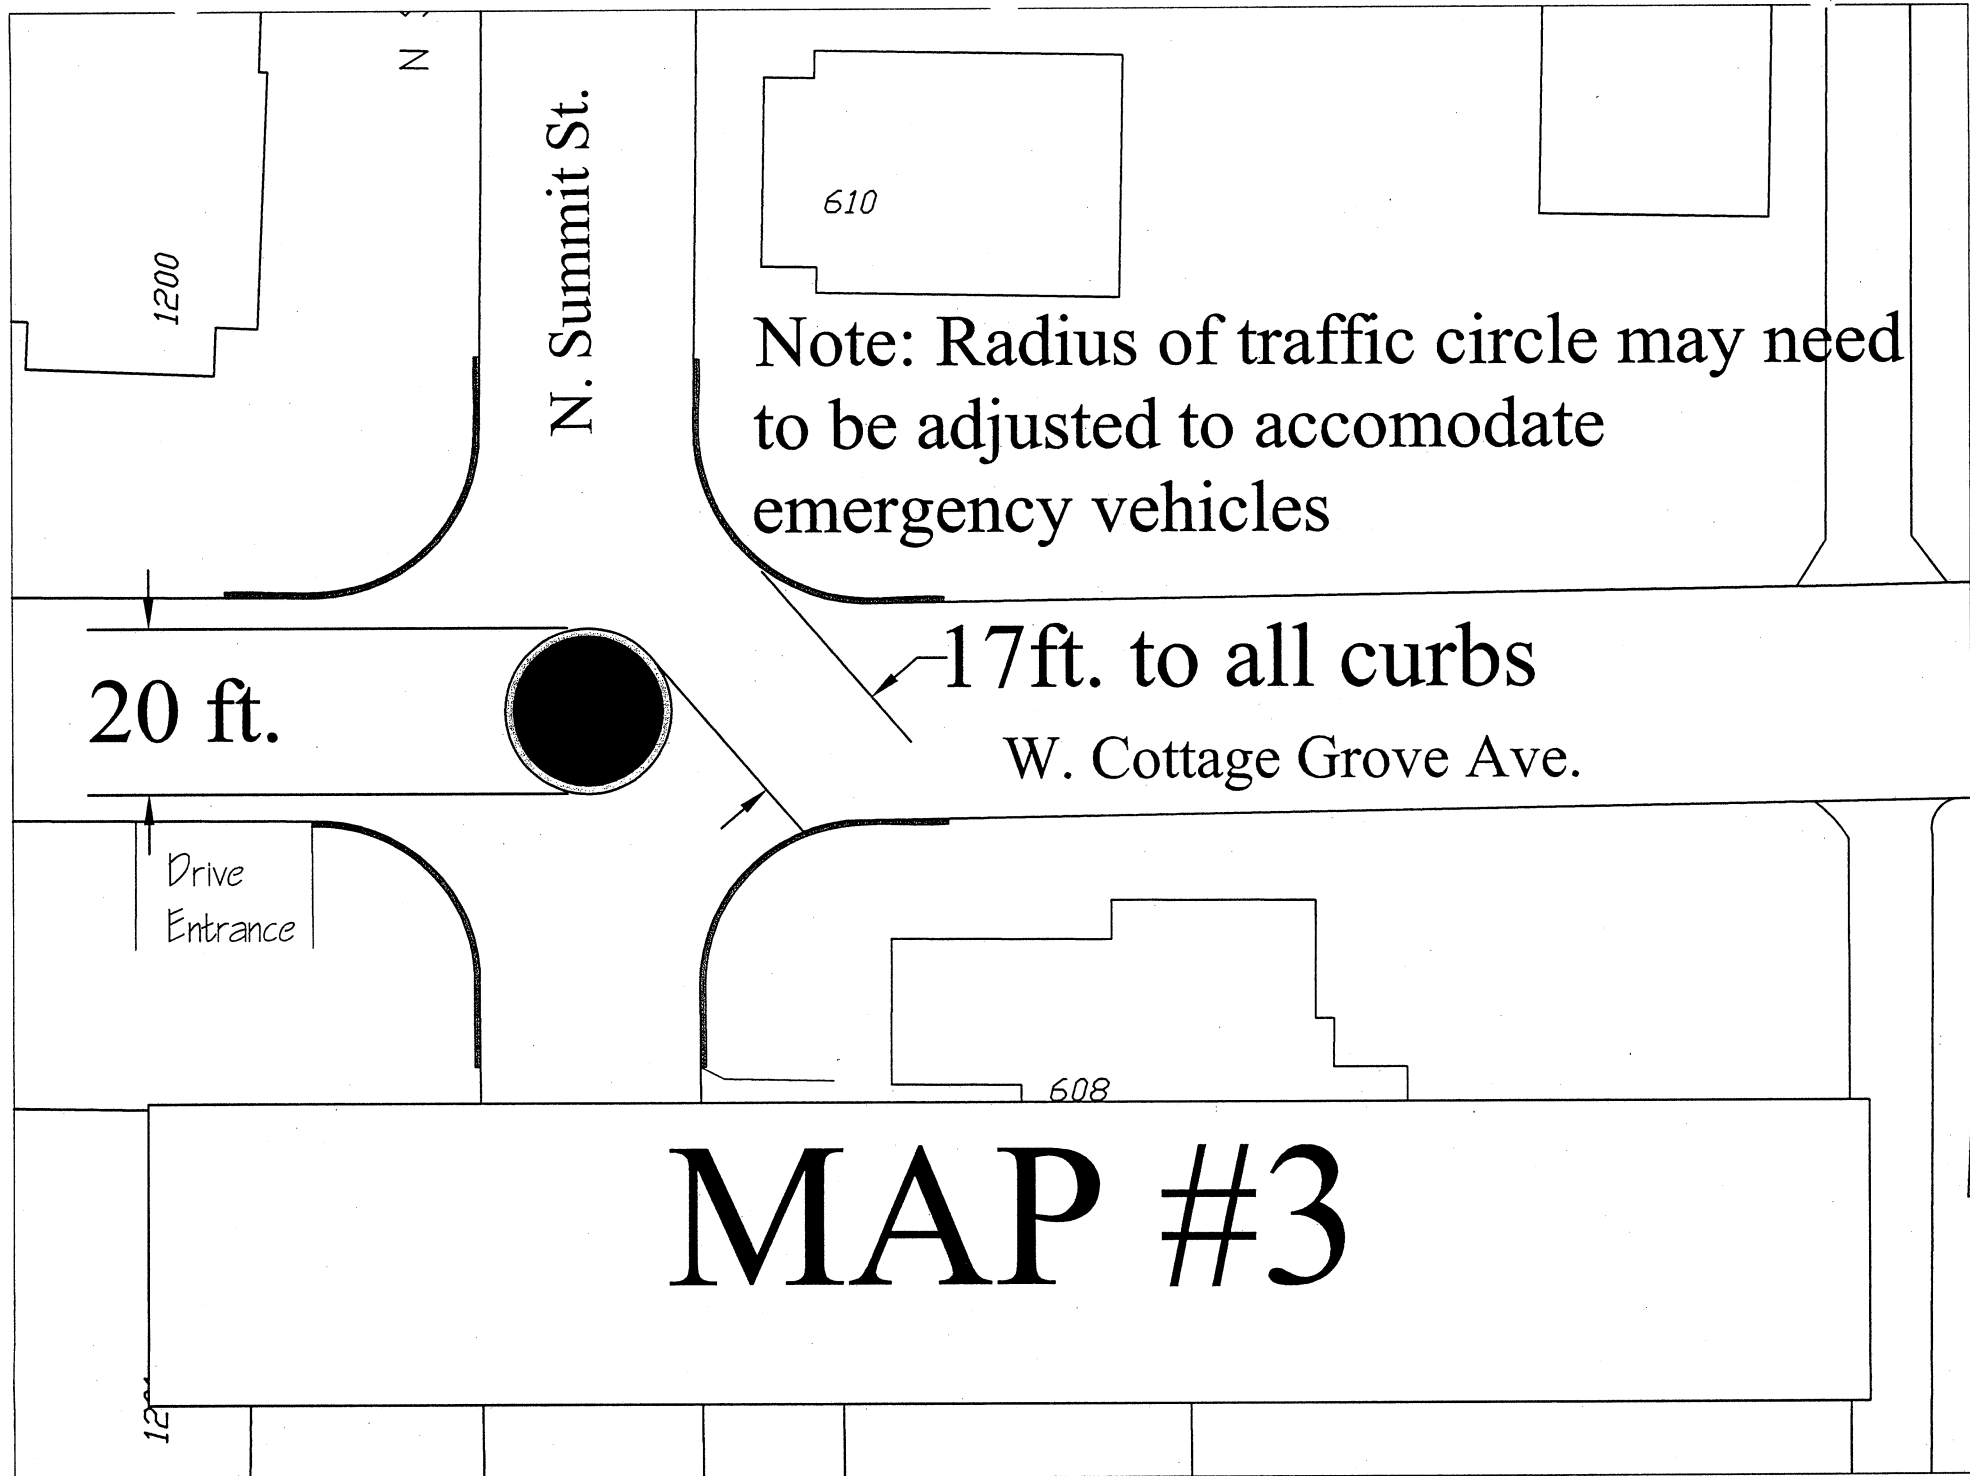 N
1200
N. Summit St.
610
Note: Radius of traffic circle may need
to be adjusted to accomodate
emergency vehicles
20 ft.
17ft. to all curbs
W. Cottage Grove Ave.
Drive
Entrance
608
MAP #3